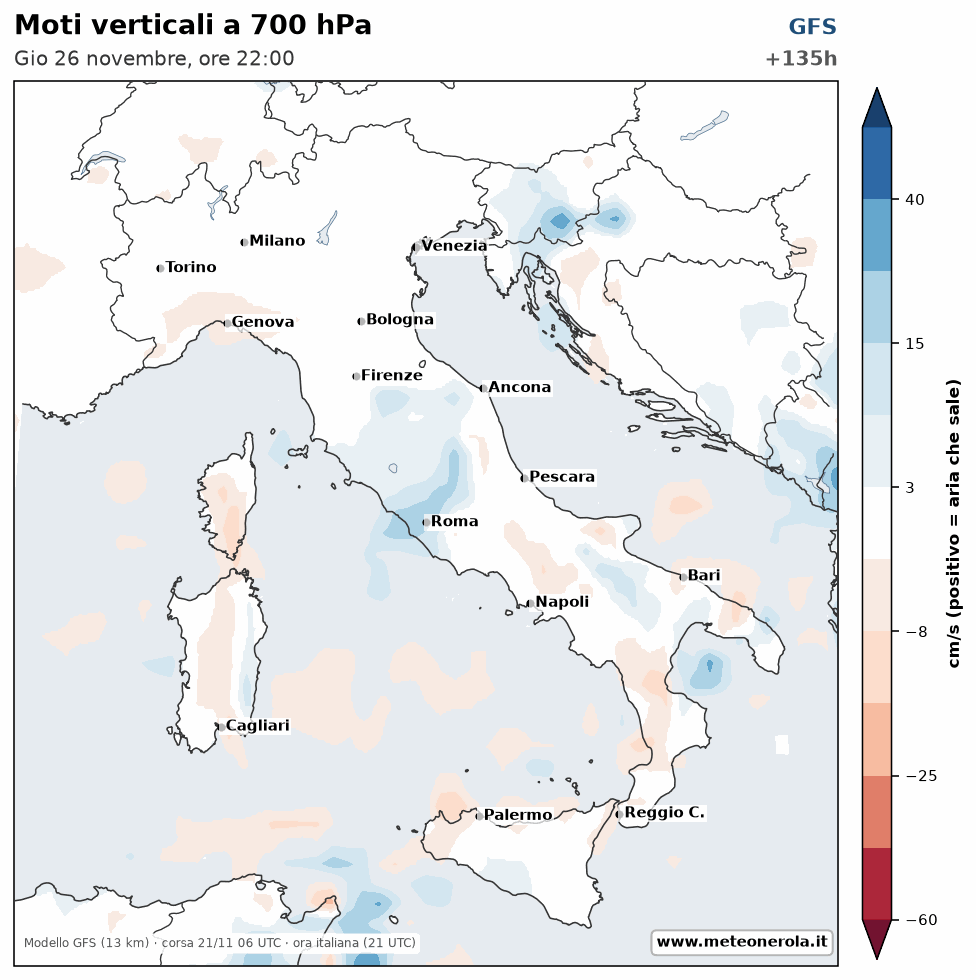 Moti verticali a 700 hPa
GFS
Gio 26 novembre, ore 22:00
+135h
Milano
Venezia
Torino
Genova
Bologna
Firenze
Ancona
Pescara
Roma
Bari
Napoli
Cagliari
Palermo
Reggio C.
40
15
3
−8
−25
−60
cm/s (positivo = aria che sale)
Modello GFS (13 km) · corsa 21/11 06 UTC · ora italiana (21 UTC)
www.meteonerola.it